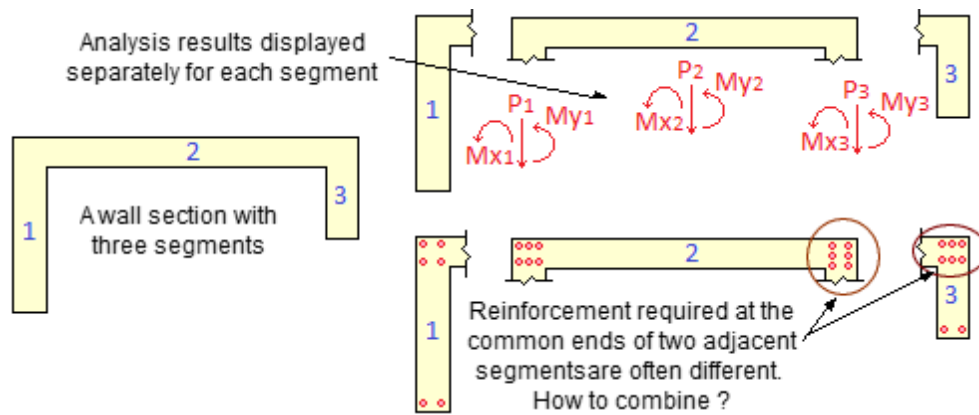 Analysis results displayed
separately for each segment
1
2
3
P1
Mx1
My1
P2
Mx2
My2
P3
Mx3
My3
1
2
3
A wall section with
three segments
1
2
3
Reinforcement required at the
common ends of two adjacent
segmentsare often different.
How to combine ?